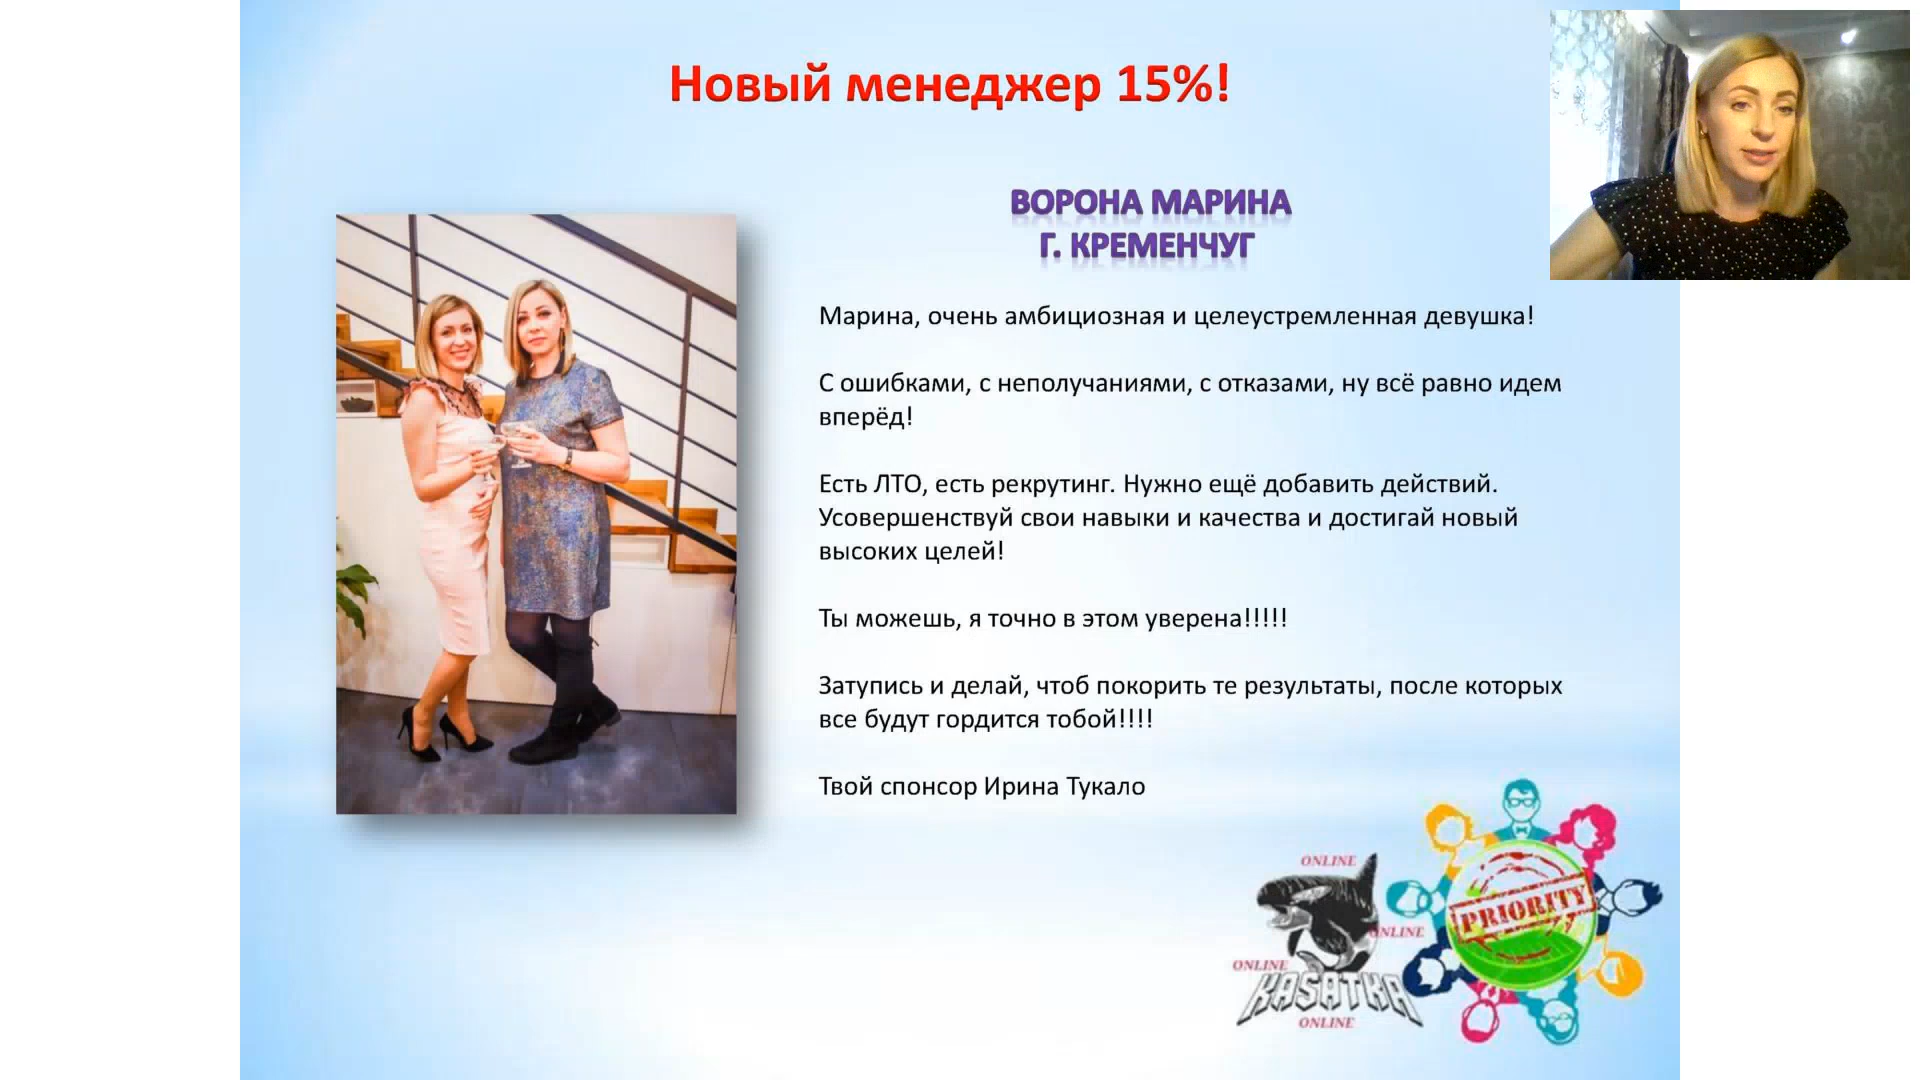 Новый менеджер 15%!
ВОРОНА МАРИНА
Г. КРЕМЕНЧУГ
Марина, очень амбициозная и целеустремленная девушка!
С ошибками, с неполучаниями, с отказами, ну всё равно идем
вперёд!
Есть ЛТО, есть рекрутинг. Нужно ещё добавить действий.
Усовершенствуй свои навыки и качества и достигай новый
высоких целей!
Ты можешь, я точно в этом уверена!!!!!
Затупись и делай, чтоб покорить те результаты, после которых
все будут гордится тобой!!!!
Твой спонсор Ирина Тукало
ONLINE
PRIORITY
ONLINE
ONLINE
KASATKA
ONLINE